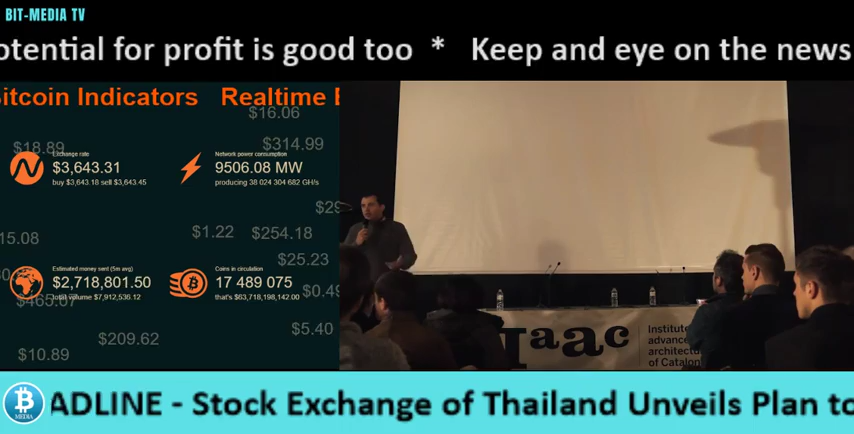 BIT-MEDIA TV
otential for profit is good too * Keep and eye on the news
itcoin Indicators Realtime
$16.06
$18.89
$314.99
Exchange rate
$3,643.31
buy $3,643.18 sell $3,643.45
Network power consumption
9506.08 MW
producing 38 024 304 682 GH/s
15.08
$1.22
$254.18
$25.23
Estimated money sent (5m avg)
$2,718,801.50
total volume $7,912,536.12
Coins in circulation
17 489 075
that's $63,718,198,142.00
$0.4
$209.62
$5.40
$10.89
Iaac
Institute
advance
architectu
of Catalon
MEDIA
ADLINE - Stock Exchange of Thailand Unveils Plan to